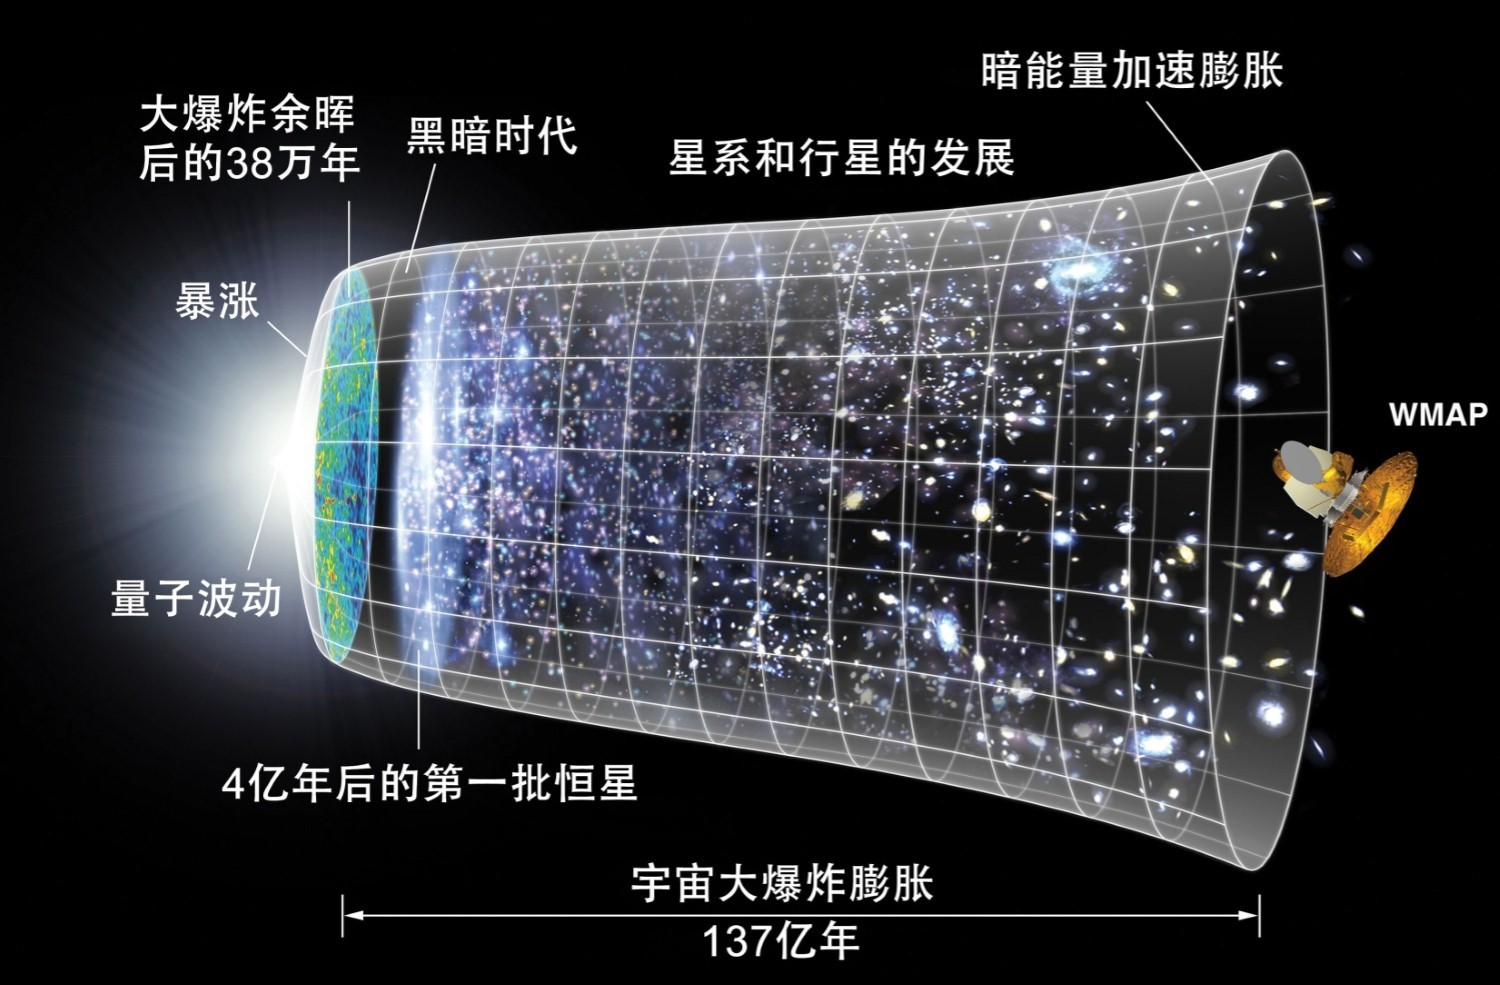 暗能量加速膨胀
大爆炸余晖
后的38万年
黑暗时代
星系和行星的发展
暴涨
WMAP
量子波动
4亿年后的第一批恒星
宇宙大爆炸膨胀
137亿年